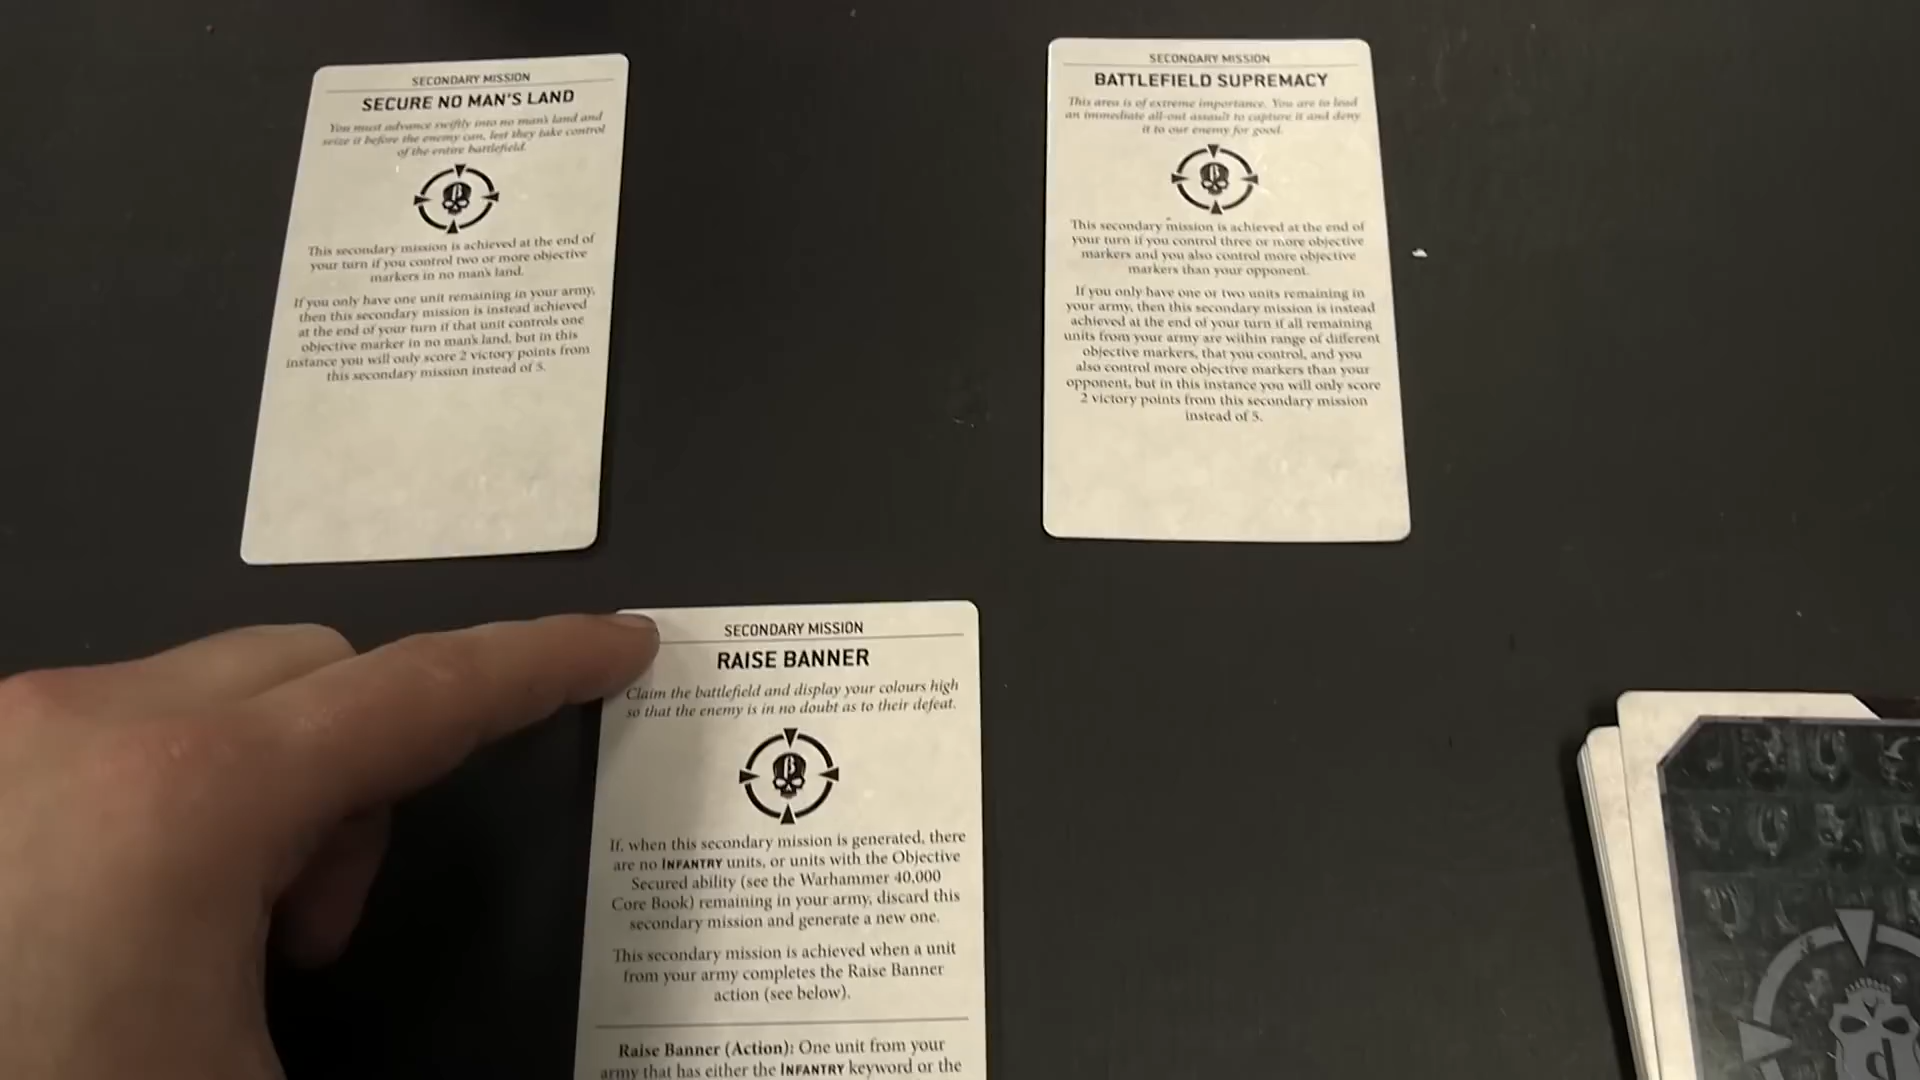 SECONDARY MISSION
SECURE NO MAN'S LAND
You must advance swiftly into no man's land and
seize it before the enemy can, lest they take control
of the entire battlefield.
This secondary mission is achieved at the end of
your turn if you control two or more objective
markers in no man's land.
If you only have one unit remaining in your army,
then this secondary mission is instead achieved
at the end of your turn if that unit controls one
objective marker in no man's land, but in this
instance you will only score 2 victory points from
this secondary mission instead of 5.
SECONDARY MISSION
BATTLEFIELD SUPREMACY
This area is of extreme importance. You are to lead
an immediate all-out assault to capture it and deny
it to our enemy for good.
This secondary mission is achieved at the end of
your turn if you control three or more objective
markers and you also control more objective
markers than your opponent.
If you only have one or two units remaining in
your army, then this secondary mission is instead
achieved at the end of your turn if all remaining
units from your army are within range of different
objective markers, that you control, and you
also control more objective markers than your
opponent, but in this instance you will only score
2 victory points from this secondary mission
instead of 5.
SECONDARY MISSION
RAISE BANNER
Claim the battlefield and display your colours high
so that the enemy is in no doubt as to their defeat.
If, when this secondary mission is generated, there
are no INFANTRY units, or units with the Objective
Secured ability (see the Warhammer 40,000
Core Book) remaining in your army, discard this
secondary mission and generate a new one.
This secondary mission is achieved when a unit
from your army completes the Raise Banner
action (see below).
Raise Banner (Action): One unit from your
army that has either the INFANTRY keyword or the